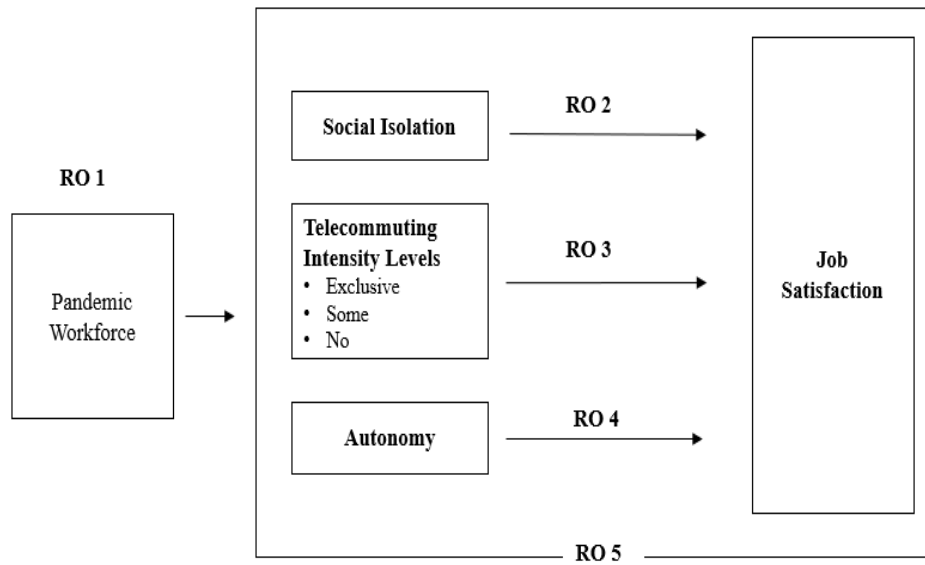 RO 1
Pandemic
Workforce
Social Isolation
RO 2
Telecommuting
Intensity Levels
• Exclusive
• Some
• No
RO 3
Autonomy
RO 4
Job
Satisfaction
RO 5